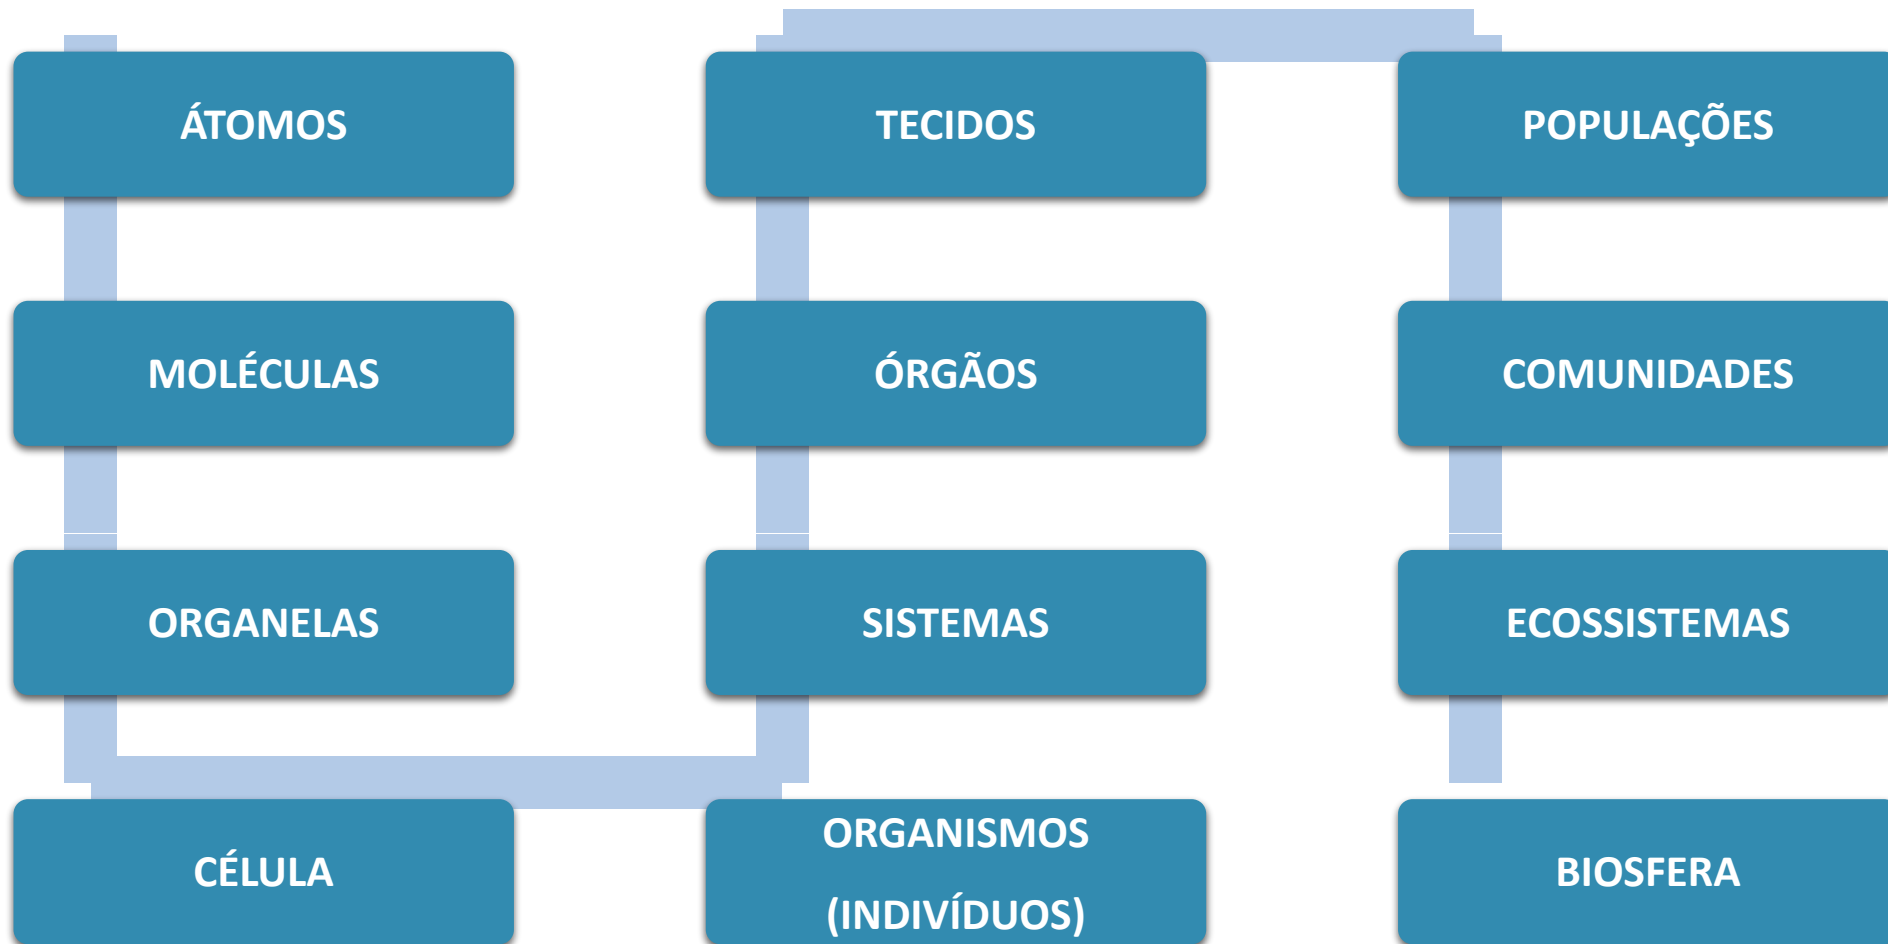 ÁTOMOS
MOLÉCULAS
ORGANELAS
CÉLULA
TECIDOS
ÓRGÃOS
SISTEMAS
ORGANISMOS
(INDIVÍDUOS)
POPULAÇÕES
COMUNIDADES
ECOSSISTEMAS
BIOSFERA